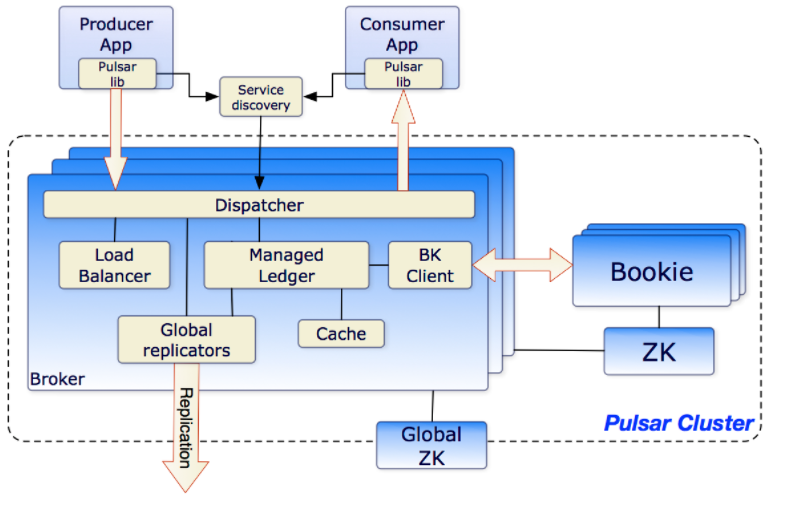 Producer
App
Pulsar
lib
Consumer
App
Pulsar
lib
Service
discovery
Dispatcher
Load
Balancer
Managed
Ledger
BK
Client
Bookie
Global
replicators
Cache
ZK
Broker
Replication
Global
ZK
Pulsar Cluster